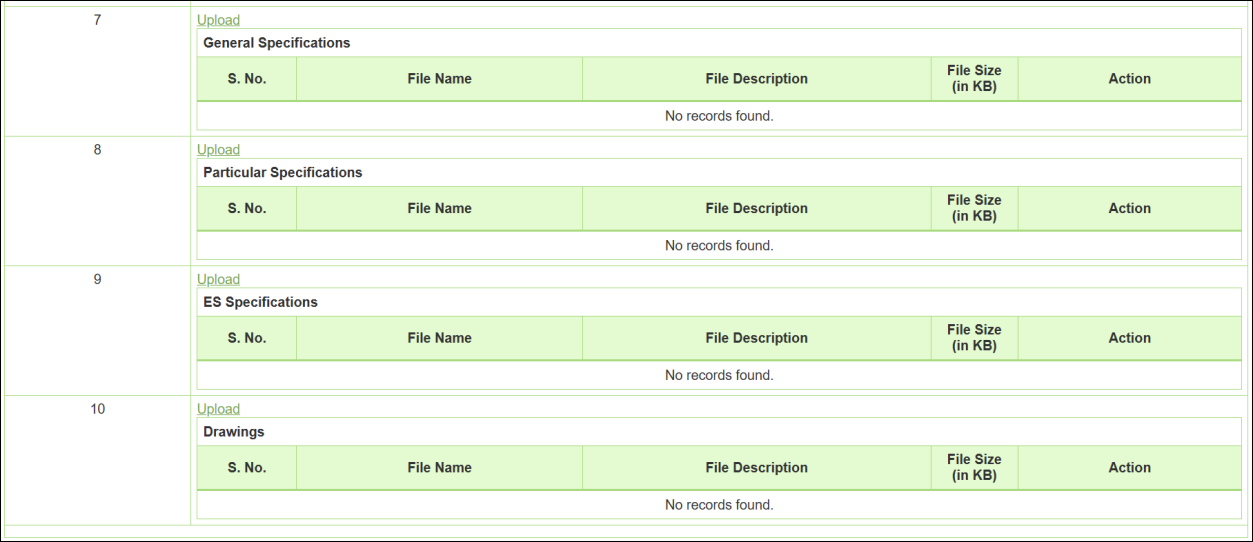 7
Upload
General Specifications
S. No. File Name File Description File Size (in KB) Action
No records found.
8
Upload
Particular Specifications
S. No. File Name File Description File Size (in KB) Action
No records found.
9
Upload
ES Specifications
S. No. File Name File Description File Size (in KB) Action
No records found.
10
Upload
Drawings
S. No. File Name File Description File Size (in KB) Action
No records found.